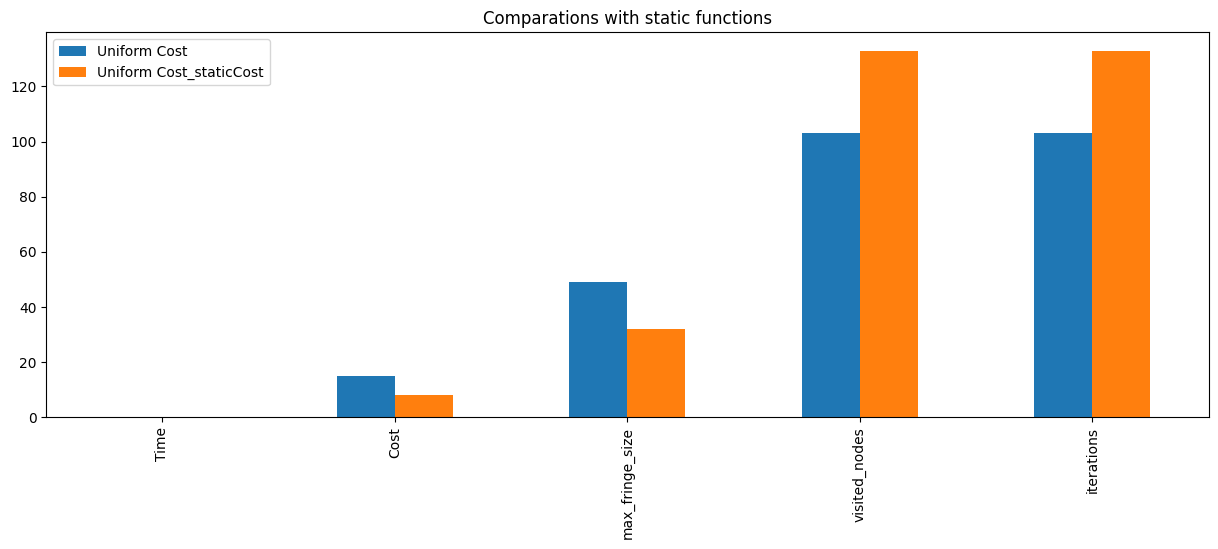 Comparations with static functions
Uniform Cost
Uniform Cost_staticCost
120
100
80
60
40
20
0
Time
Cost
max_fringe_size
visited_nodes
iterations